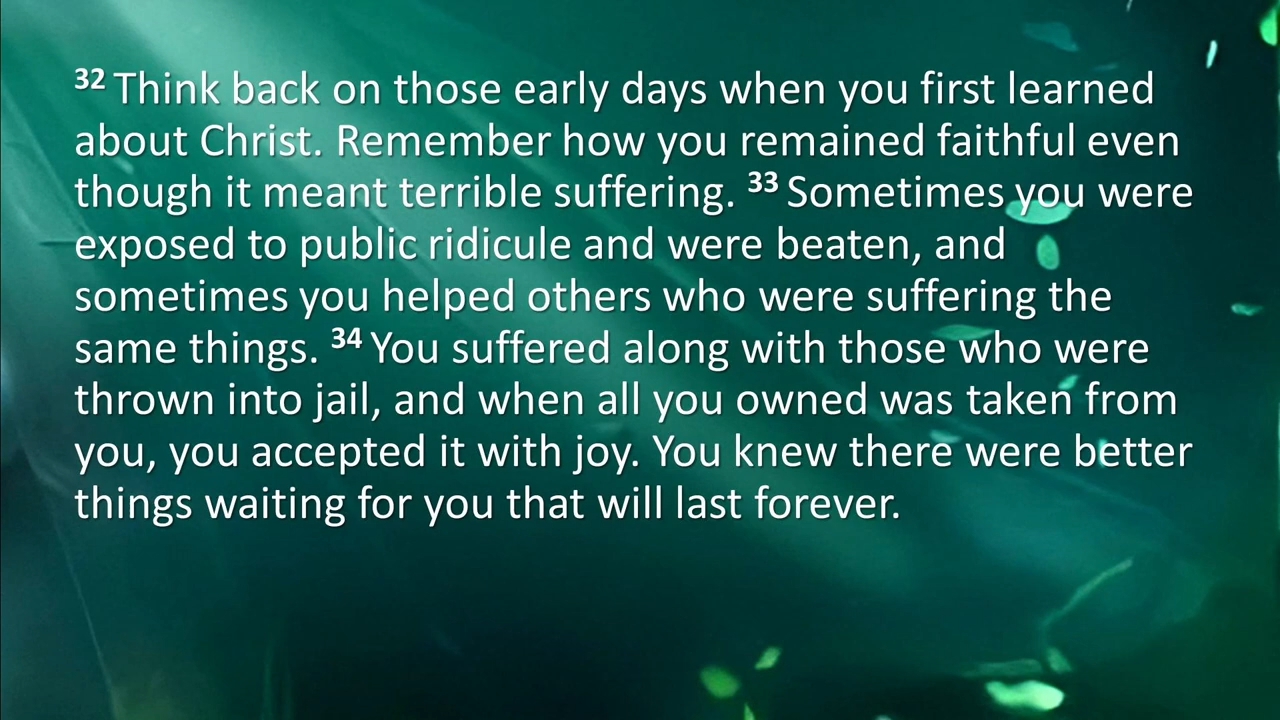 32 Think back on those early days when you first learned
about Christ. Remember how you remained faithful even
though it meant terrible suffering. 33 Sometimes you were
exposed to public ridicule and were beaten, and
sometimes you helped others who were suffering the
same things. 34 You suffered along with those who were
thrown into jail, and when all you owned was taken from
you, you accepted it with joy. You knew there were better
things waiting for you that will last forever.